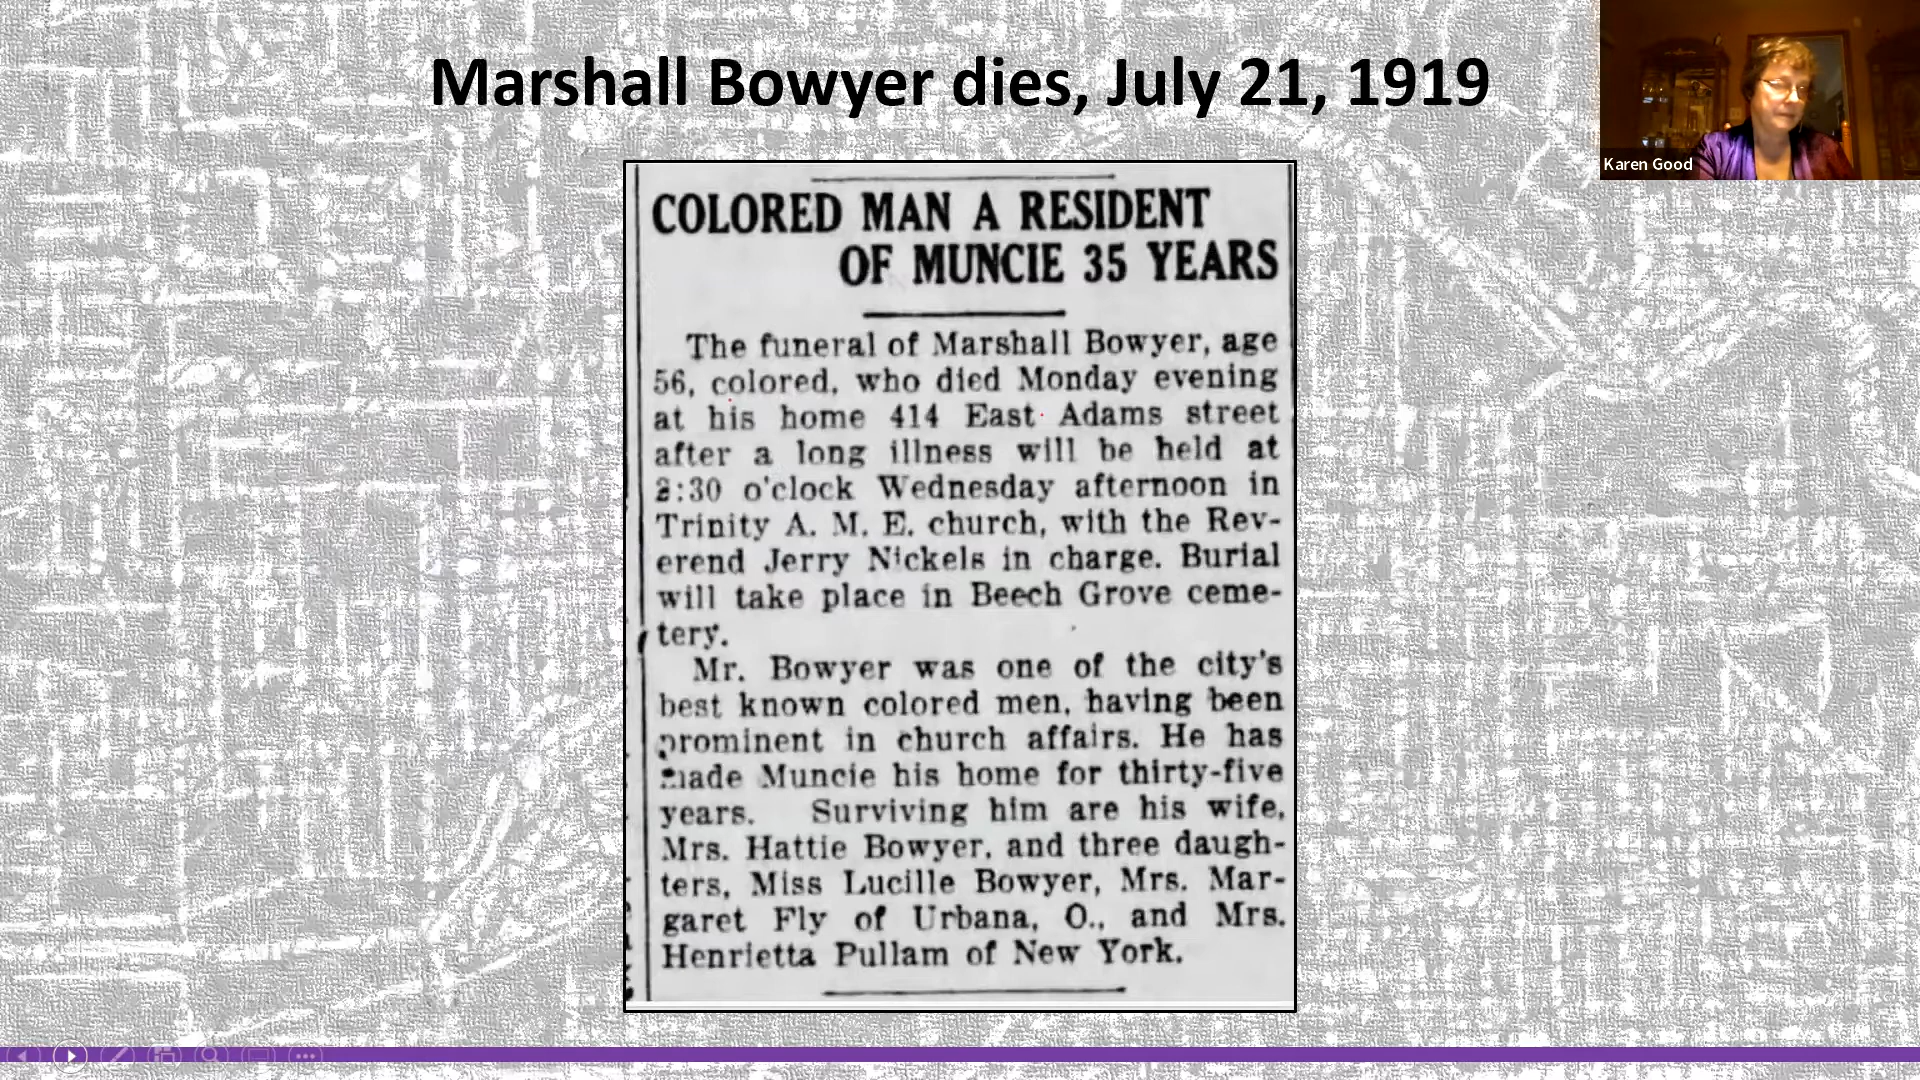 Marshall Bowyer dies, July 21, 1919
Karen Good
COLORED MAN A RESIDENT
OF MUNCIE 35 YEARS
The funeral of Marshall Bowyer, age
56, colored, who died Monday evening
at his home 414 East Adams street
after a long illness will be held at
2:30 o'clock Wednesday afternoon in
Trinity A. M. E. church, with the Rev-
erend Jerry Nickels in charge. Burial
will take place in Beech Grove ceme-
tery.
Mr. Bowyer was one of the city's
best known colored men, having been
prominent in church affairs. He has
made Muncie his home for thirty-five
years. Surviving him are his wife,
Mrs. Hattie Bowyer, and three daugh-
ters, Miss Lucille Bowyer, Mrs. Mar-
garet Fly of Urbana, O., and Mrs.
Henrietta Pullam of New York.